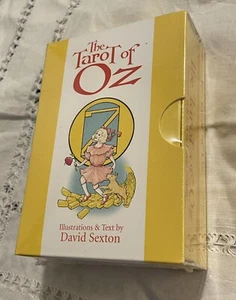 The
Tarot of
Oz
Illustrations & Text by
David Sexton